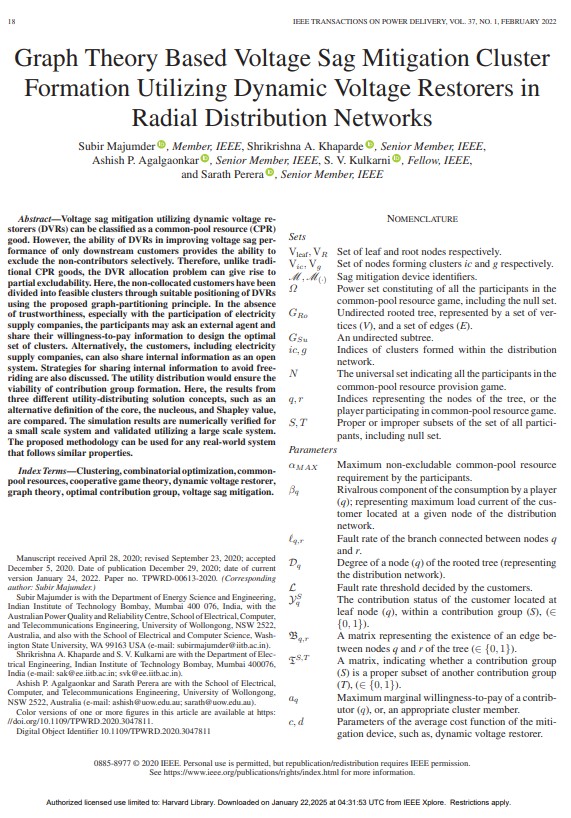 18
IEEE TRANSACTIONS ON POWER DELIVERY, VOL. 37, NO. 1, FEBRUARY 2022
Graph Theory Based Voltage Sag Mitigation Cluster
Formation Utilizing Dynamic Voltage Restorers in
Radial Distribution Networks
Subir Majumder, Member, IEEE, Shrikrishna A. Khaparde, Senior Member, IEEE,
Ashish P. Agalgaonkar, Senior Member, IEEE, S. V. Kulkarni, Fellow, IEEE,
and Sarath Perera, Senior Member, IEEE
Abstract—Voltage sag mitigation utilizing dynamic voltage re-
storers (DVRs) can be classified as a common-pool resource (CPR)
good. However, the ability of DVRs in improving voltage sag per-
formance of only downstream customers provides the ability to
exclude the non-contributors selectively. Therefore, unlike tradi-
tional CPR goods, the DVR allocation problem can give rise to
partial excludability. Here, the non-collocated customers have been
divided into feasible clusters through suitable positioning of DVRs
using the proposed graph-partitioning principle. In the absence
of trustworthiness, especially with the participation of electricity
supply companies, the participants may ask an external agent and
share their willingness-to-pay information to design the optimal
set of clusters. Alternatively, the customers, including electricity
supply companies, can also share internal information as an open
system. Strategies for sharing internal information to avoid free-
riding are also discussed. The utility distribution would ensure the
viability of contribution group formation. Here, the results from
three different utility-distributing solution concepts, such as an
alternative definition of the core, the nucleous, and Shapley value,
are compared. The simulation results are numerically verified for
a small scale system and validated utilizing a large scale system.
The proposed methodology can be used for any real-world system
that follows similar properties.
Index Terms—Clustering, combinatorial optimization, common-
pool resources, cooperative game theory, dynamic voltage restorer,
graph theory, optimal contribution group, voltage sag mitigation.
Manuscript received April 28, 2020; revised September 23, 2020; accepted
December 5, 2020. Date of publication December 29, 2020; date of current
version January 24, 2022. Paper no. TPWRD-00613-2020. (Corresponding
author: Subir Majumder.)
Subir Majumder is with the Department of Energy Science and Engineering,
Indian Institute of Technology Bombay, Mumbai 400 076, India, with the
Australian Power Quality and Reliability Centre, School of Electrical, Computer,
and Telecommunications Engineering, University of Wollongong, NSW 2522,
Australia, and also with the School of Electrical and Computer Science, Wash-
ington State University, WA 99163 USA (e-mail: subirmajumder@iitb.ac.in).
Shrikrishna A. Khaparde and S. V. Kulkarni are with the Department of Elec-
trical Engineering, Indian Institute of Technology Bombay, Mumbai 400076,
India (e-mail: sak@ee.iitb.ac.in; svk@ee.iitb.ac.in).
Ashish P. Agalgaonkar and Sarath Perera are with the School of Electrical,
Computer, and Telecommunications Engineering, University of Wollongong,
NSW 2522, Australia (e-mail: ashish@uow.edu.au; sarath@uow.edu.au).
Color versions of one or more figures in this article are available at https:
//doi.org/10.1109/TPWRD.2020.3047811.
Digital Object Identifier 10.1109/TPWRD.2020.3047811
NOMENCLATURE
Sets
V_leaf, V_R Set of leaf and root nodes respectively.
V_ic, V_g Set of nodes forming clusters ic and g respectively.
ℳ, ℳ_(.) Sag mitigation device identifiers.
Ω Power set constituting of all the participants in the
common-pool resource game, including the null set.
G_Ro Undirected rooted tree, represented by a set of ver-
tices (V), and a set of edges (E).
G_Su An undirected subtree.
ic, g Indices of clusters formed within the distribution
network.
N The universal set indicating all the participants in the
common-pool resource provision game.
q, r Indices representing the nodes of the tree, or the
player participating in common-pool resource game.
S, T Proper or improper subsets of the set of all partici-
pants, including null set.
Parameters
α_MAX Maximum non-excludable common-pool resource
requirement by the participants.
β_q Rivalrous component of the consumption by a player
(q); representing maximum load current of the cus-
tomer located at a given node of the distribution
network.
ℓ_q,r Fault rate of the branch connected between nodes q
and r.
𝒟_q Degree of a node (q) of the rooted tree (representing
the distribution network).
ℒ Fault rate threshold decided by the customers.
𝒴_q^S The contribution status of the customer located at
leaf node (q), within a contribution group (S), (∈
{0, 1}).
𝔅_q,r A matrix representing the existence of an edge be-
tween nodes q and r of the tree (∈ {0, 1}).
𝔗^S,T A matrix, indicating whether a contribution group
(S) is a proper subset of another contribution group
(T), (∈ {0, 1}).
a_q Maximum marginal willingness-to-pay of a contrib-
utor (q), or, an appropriate cluster member.
c, d Parameters of the average cost function of the miti-
gation device, such as, dynamic voltage restorer.
0885-8977 © 2020 IEEE. Personal use is permitted, but republication/redistribution requires IEEE permission.
See https://www.ieee.org/publications/rights/index.html for more information.
Authorized licensed use limited to: Harvard Library. Downloaded on January 22,2025 at 04:31:53 UTC from IEEE Xplore. Restrictions apply.